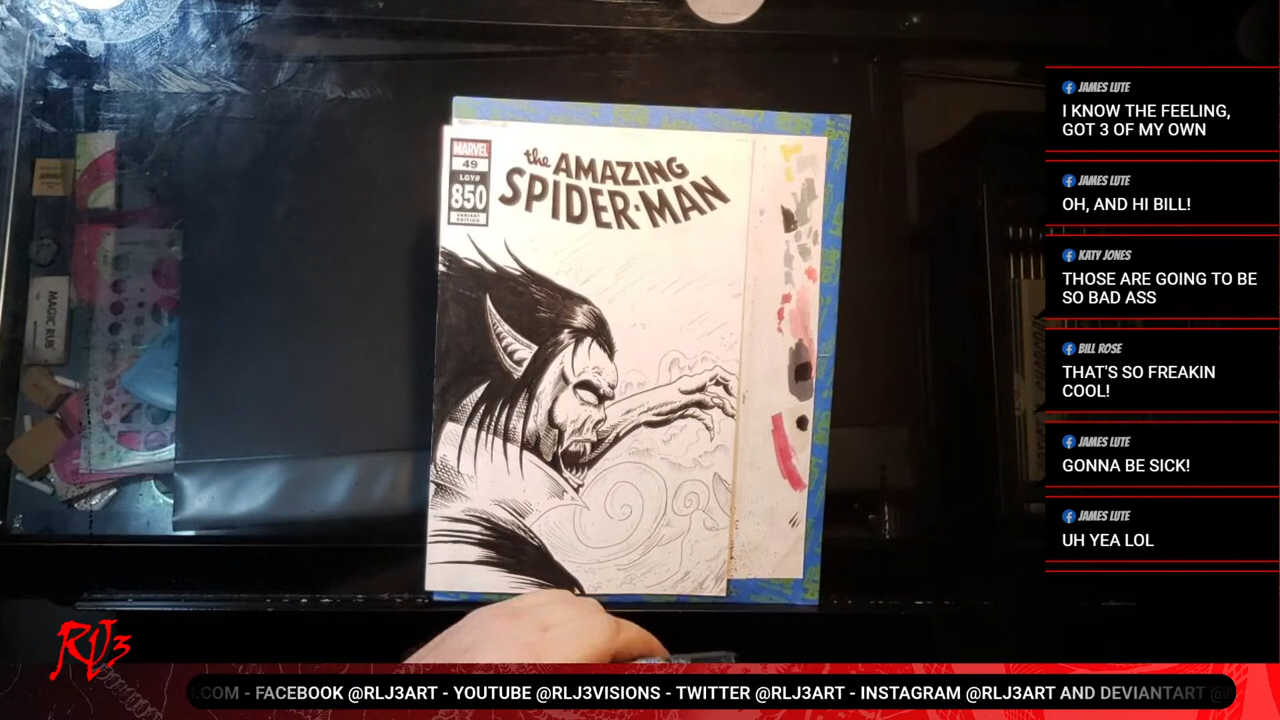 MARVEL
49
LGY#
850
VARIANT
EDITION
the AMAZING
SPIDER-MAN
MAGIC RUB
JAMES LUTE
I KNOW THE FEELING,
GOT 3 OF MY OWN
JAMES LUTE
OH, AND HI BILL!
KATY JONES
THOSE ARE GOING TO BE
SO BAD ASS
BILL ROSE
THAT'S SO FREAKIN
COOL!
JAMES LUTE
GONNA BE SICK!
JAMES LUTE
UH YEA LOL
RLJ3
.COM - FACEBOOK @RLJ3ART - YOUTUBE @RLJ3VISIONS - TWITTER @RLJ3ART - INSTAGRAM @RLJ3ART AND DEVIANTART @